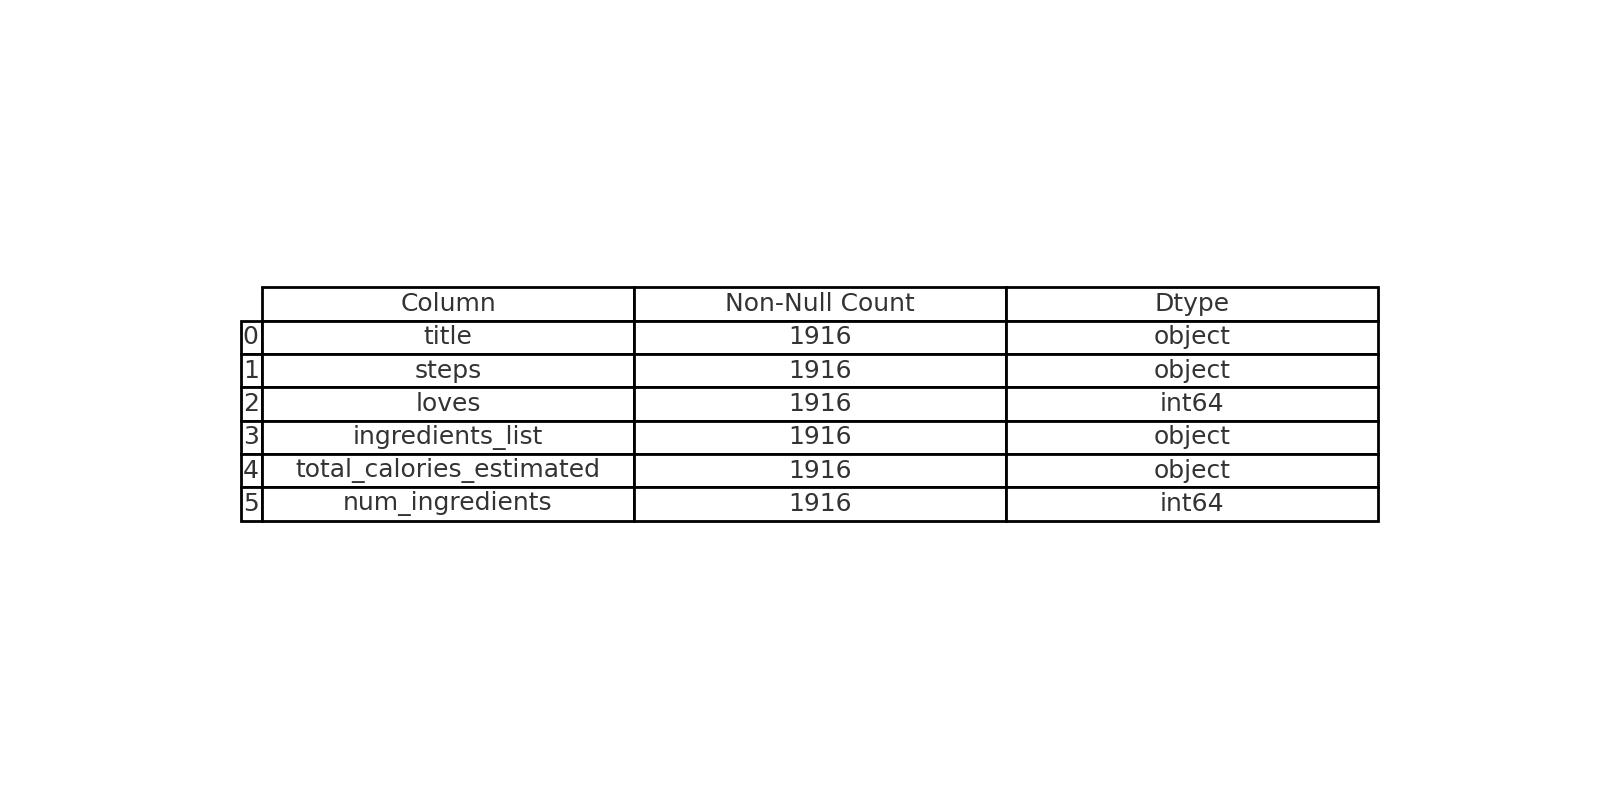 Column Non-Null Count Dtype
0 title 1916 object
1 steps 1916 object
2 loves 1916 int64
3 ingredients_list 1916 object
4 total_calories_estimated 1916 object
5 num_ingredients 1916 int64